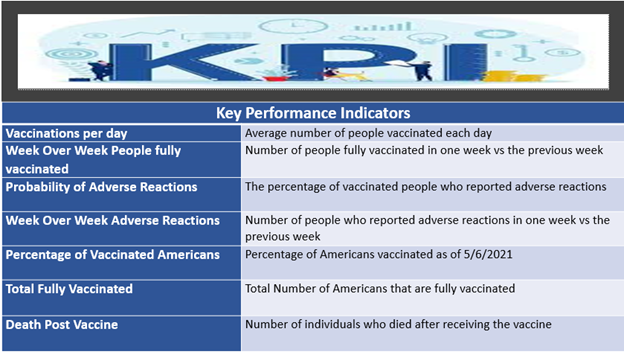 KPI
Key Performance Indicators
Vaccinations per day
Average number of people vaccinated each day
Week Over Week People fully
vaccinated
Number of people fully vaccinated in one week vs the previous week
Probability of Adverse Reactions
The percentage of vaccinated people who reported adverse reactions
Week Over Week Adverse Reactions
Number of people who reported adverse reactions in one week vs the
previous week
Percentage of Vaccinated Americans
Percentage of Americans vaccinated as of 5/6/2021
Total Fully Vaccinated
Total Number of Americans that are fully vaccinated
Death Post Vaccine
Number of individuals who died after receiving the vaccine